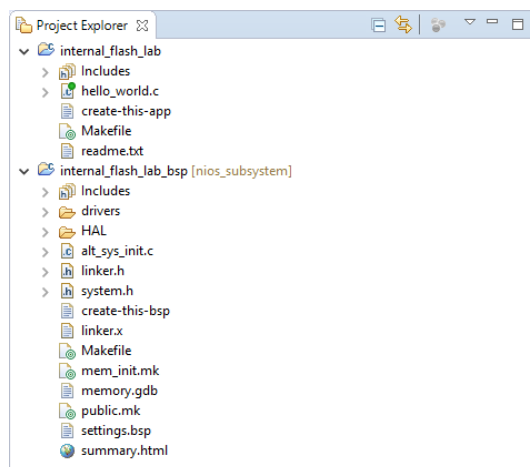 Project Explorer
internal_flash_lab
Includes
hello_world.c
create-this-app
Makefile
readme.txt
internal_flash_lab_bsp [nios_subsystem]
Includes
drivers
HAL
alt_sys_init.c
linker.h
system.h
create-this-bsp
linker.x
Makefile
mem_init.mk
memory.gdb
public.mk
settings.bsp
summary.html